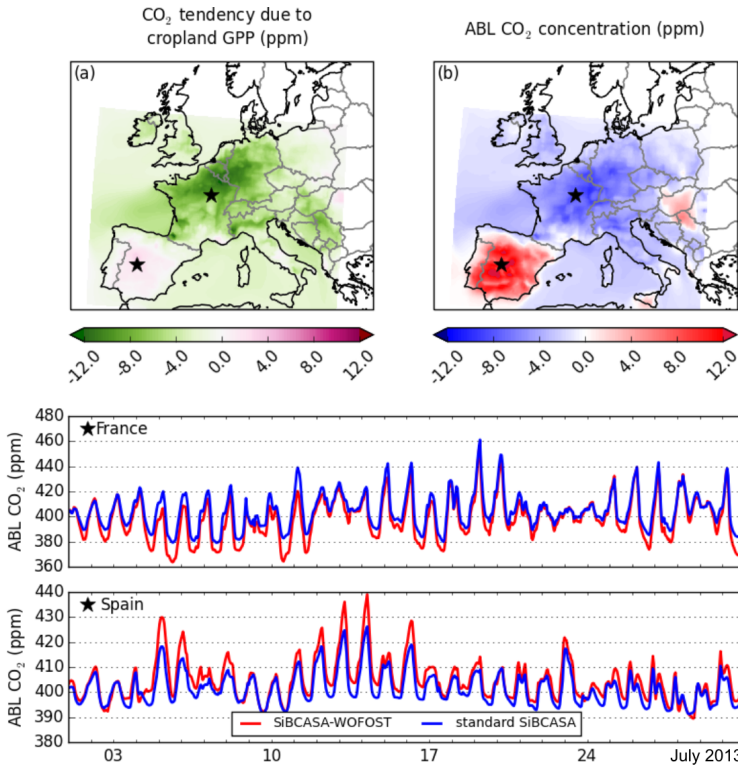 CO₂ tendency due to
cropland GPP (ppm)
ABL CO₂ concentration (ppm)
(a)
(b)
-12.0 -8.0 -4.0 0.0 4.0 8.0 12.0
-12.0 -8.0 -4.0 0.0 4.0 8.0 12.0
ABL CO₂ (ppm)
480
460
440
420
400
380
360
★France
ABL CO₂ (ppm)
440
430
420
410
400
390
380
★ Spain
SiBCASA-WOFOST standard SiBCASA
03 10 17 24 July 2013